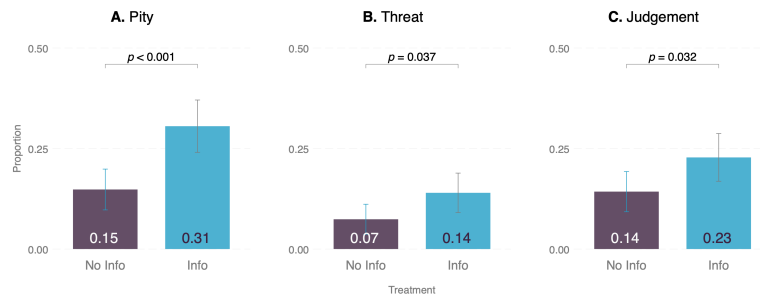 A. Pity
B. Threat
C. Judgement
0.50
0.25
0.00
Proportion
p < 0.001
0.15
0.31
No Info
Info
0.50
0.25
0.00
p = 0.037
0.07
0.14
No Info
Info
0.50
0.25
0.00
p = 0.032
0.14
0.23
No Info
Info
Treatment